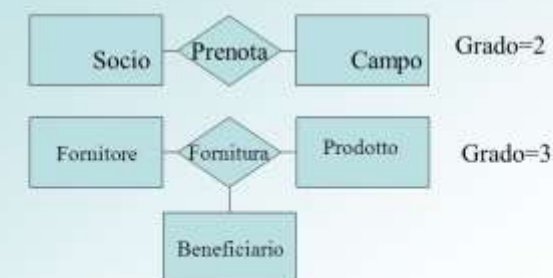 Socio Prenota Campo Grado=2
Fornitore Fornitura Prodotto Grado=3
Beneficiario